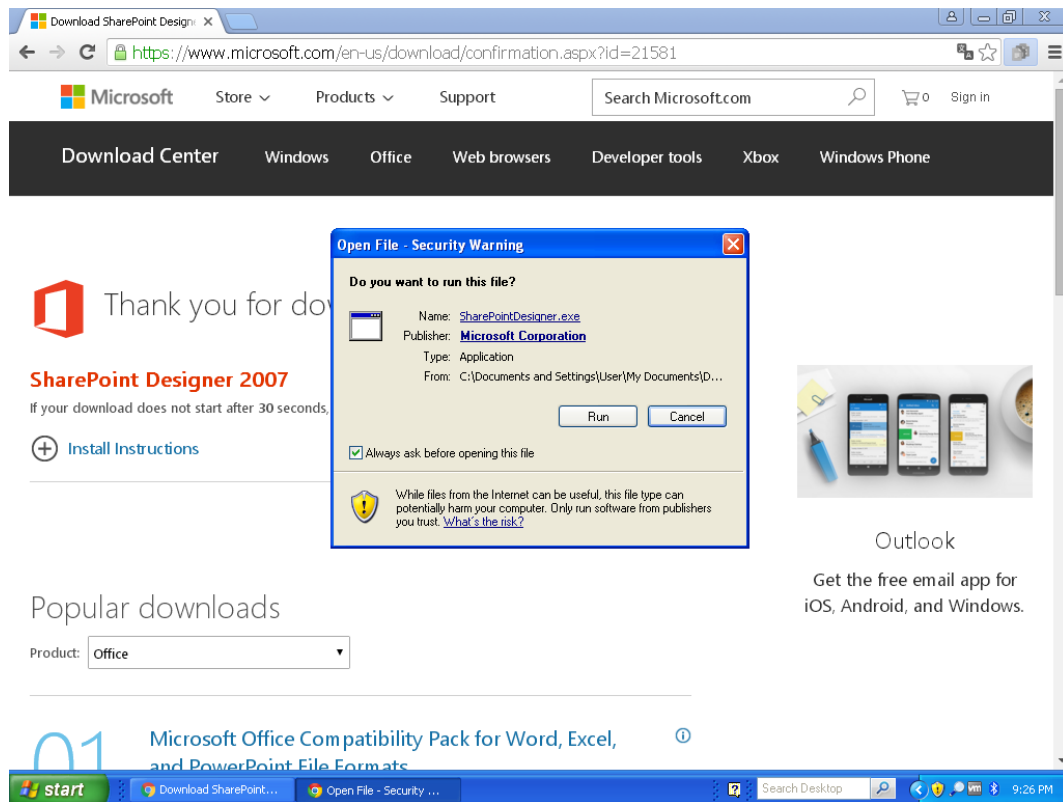 Download SharePoint Designe
https://www.microsoft.com/en-us/download/confirmation.aspx?id=21581
Microsoft Store Products Support Search Microsoft.com 0 Sign in
Download Center Windows Office Web browsers Developer tools Xbox Windows Phone
Open File - Security Warning
Do you want to run this file?
Name: SharePointDesigner.exe
Publisher: Microsoft Corporation
Type: Application
From: C:\Documents and Settings\User\My Documents\D...
Run Cancel
Always ask before opening this file
While files from the Internet can be useful, this file type can
potentially harm your computer. Only run software from publishers
you trust. What's the risk?
Thank you for dow
SharePoint Designer 2007
If your download does not start after 30 seconds,
Install Instructions
Outlook
Get the free email app for
iOS, Android, and Windows.
Popular downloads
Product: Office
01 Microsoft Office Compatibility Pack for Word, Excel,
and PowerPoint File Formats
start Download SharePoint... Open File - Security ... Search Desktop 9:26 PM